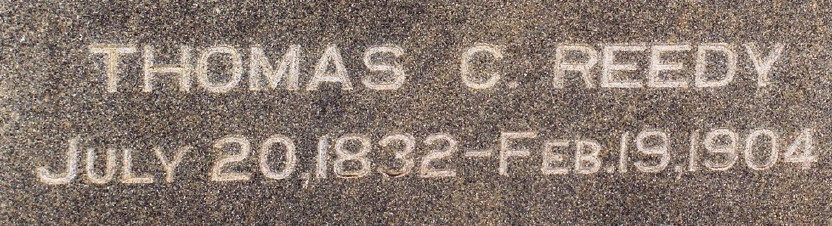 THOMAS C. REEDY
JULY 20, 1832-FEB. 19, 1904